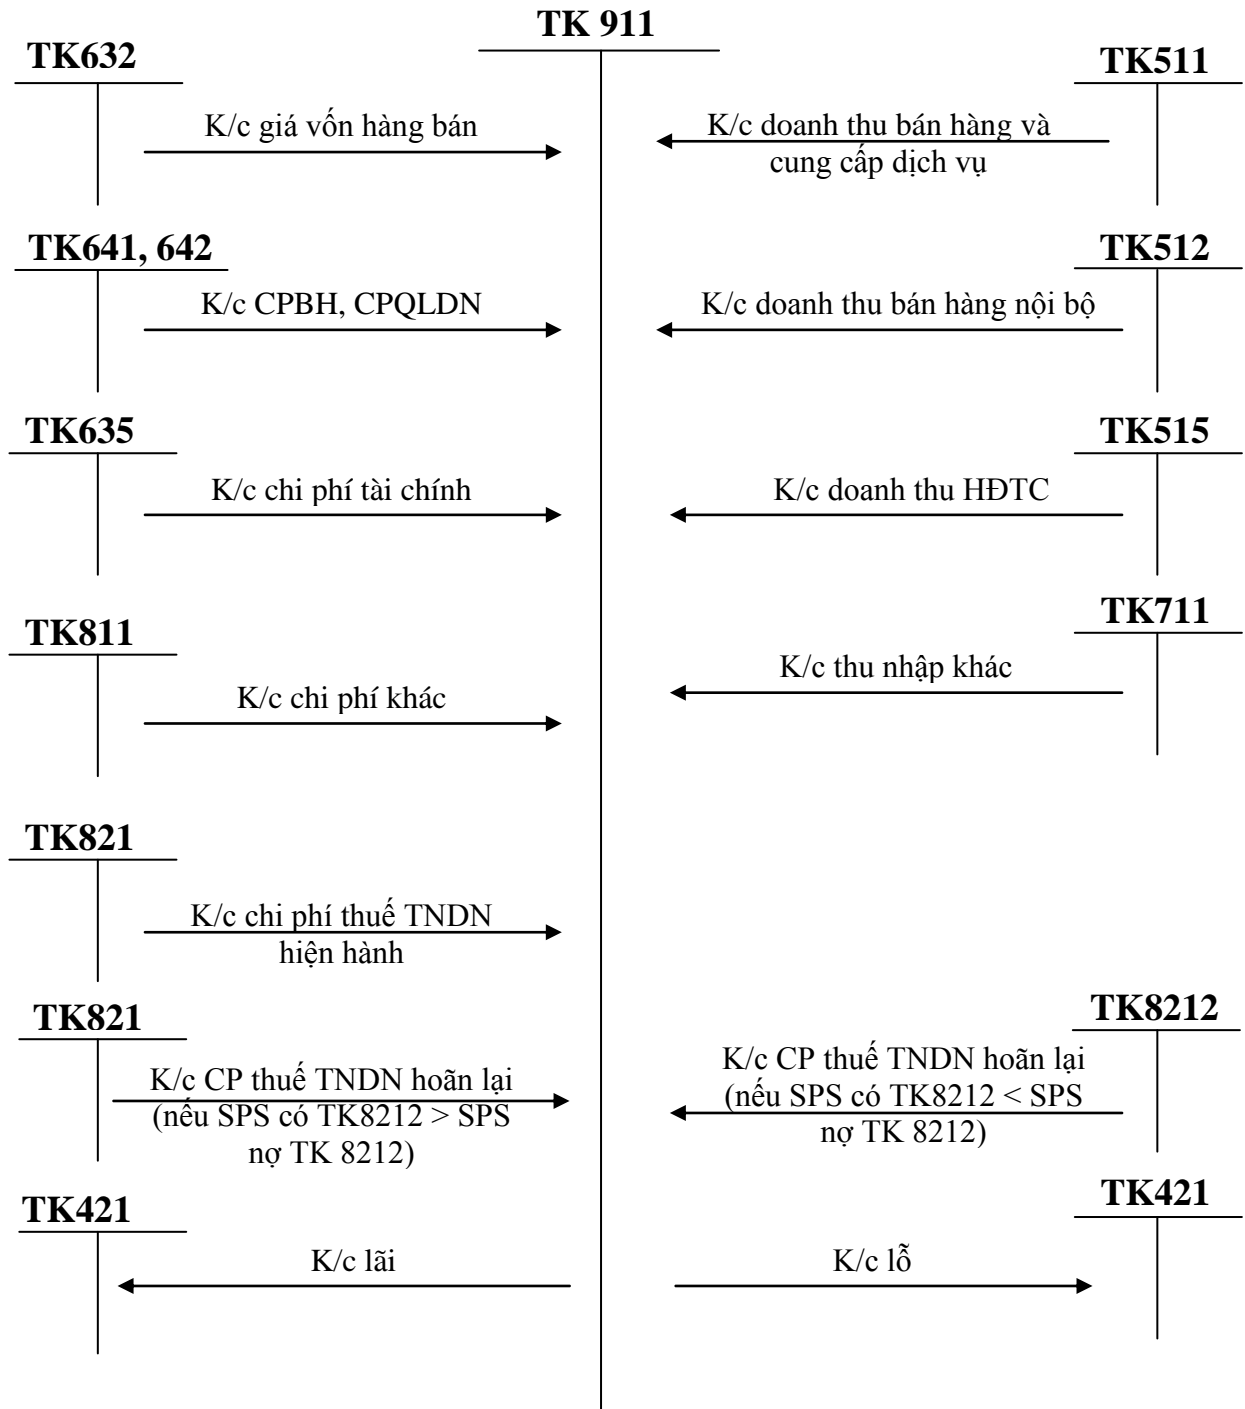 TK 911
TK632
TK511
K/c giá vốn hàng bán
K/c doanh thu bán hàng và
cung cấp dịch vụ
TK641, 642
TK512
K/c CPBH, CPQLDN
K/c doanh thu bán hàng nội bộ
TK635
TK515
K/c chi phí tài chính
K/c doanh thu HĐTC
TK711
TK811
K/c thu nhập khác
K/c chi phí khác
TK821
K/c chi phí thuế TNDN
hiện hành
TK821
TK8212
K/c CP thuế TNDN hoãn lại
(nếu SPS có TK8212 > SPS
nợ TK 8212)
K/c CP thuế TNDN hoãn lại
(nếu SPS có TK8212 < SPS
nợ TK 8212)
TK421
TK421
K/c lãi
K/c lỗ